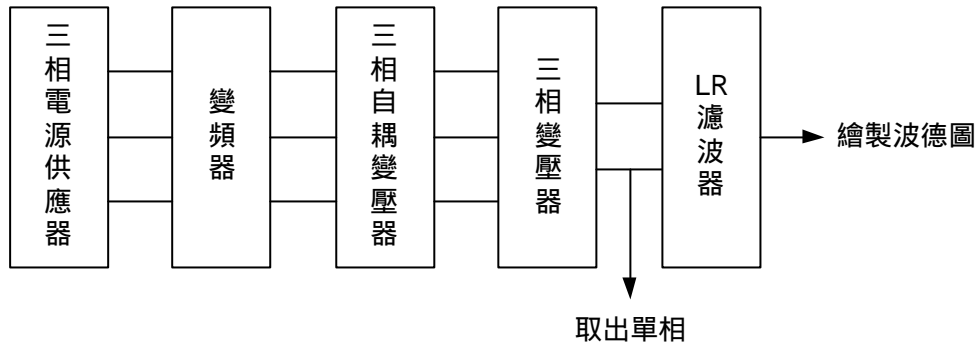 三相電源供應器
變頻器
三相自耦變壓器
三相變壓器
LR濾波器
繪製波德圖
取出單相